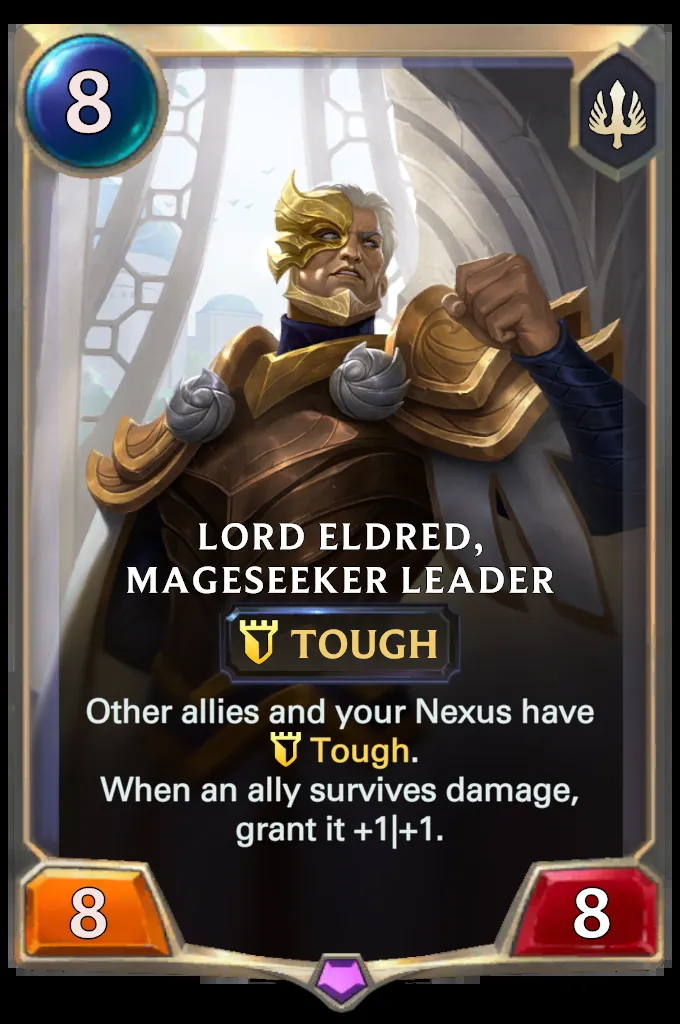 8
LORD ELDRED,
MAGESEEKER LEADER
TOUGH
Other allies and your Nexus have
Tough.
When an ally survives damage,
grant it +1|+1.
8
8